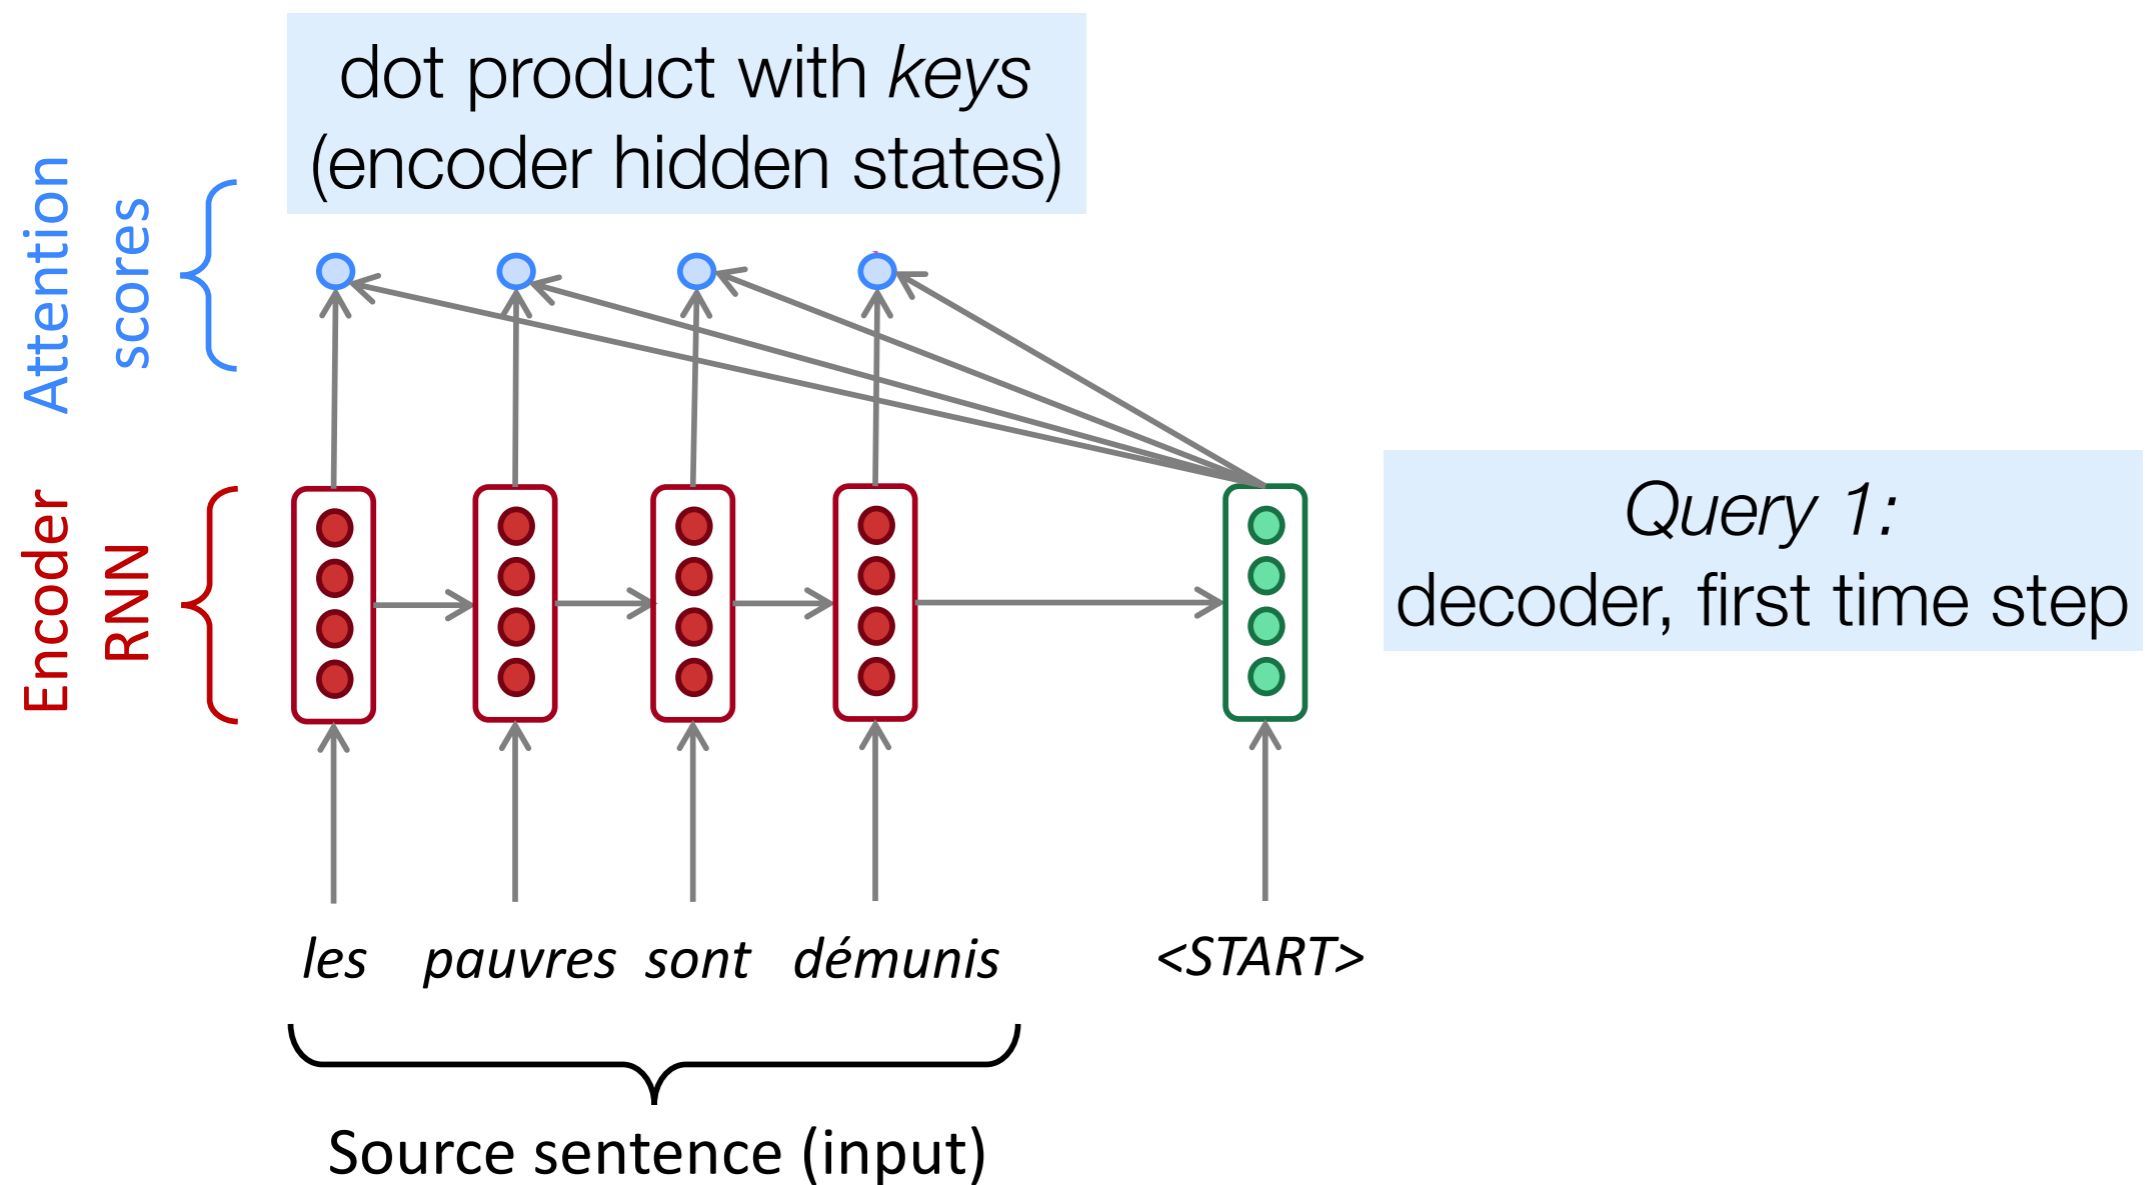 dot product with keys
(encoder hidden states)
Attention
scores
Encoder
RNN
Query 1:
decoder, first time step
les pauvres sont démunis <START>
Source sentence (input)